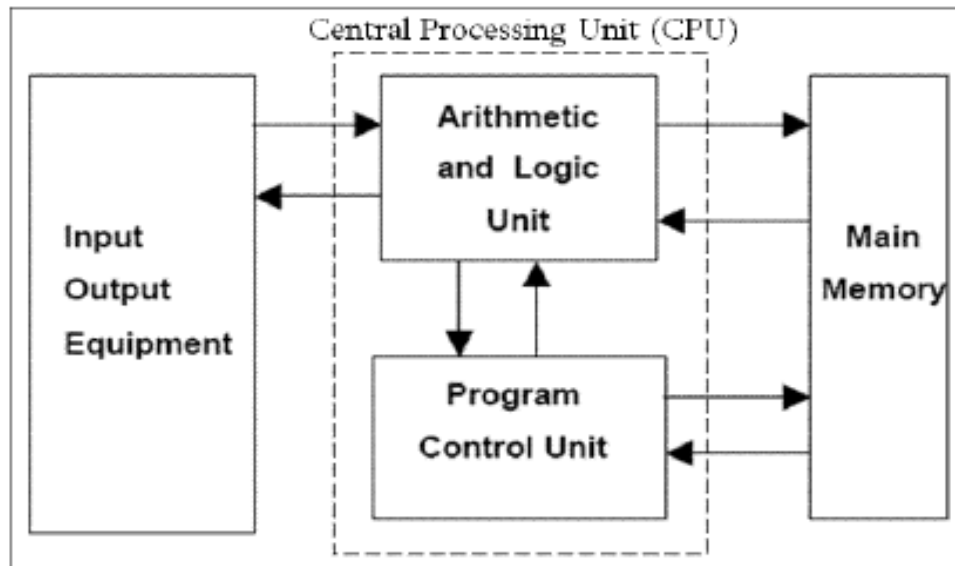 Central Processing Unit (CPU)
Input
Output
Equipment
Arithmetic
and Logic
Unit
Program
Control Unit
Main
Memory